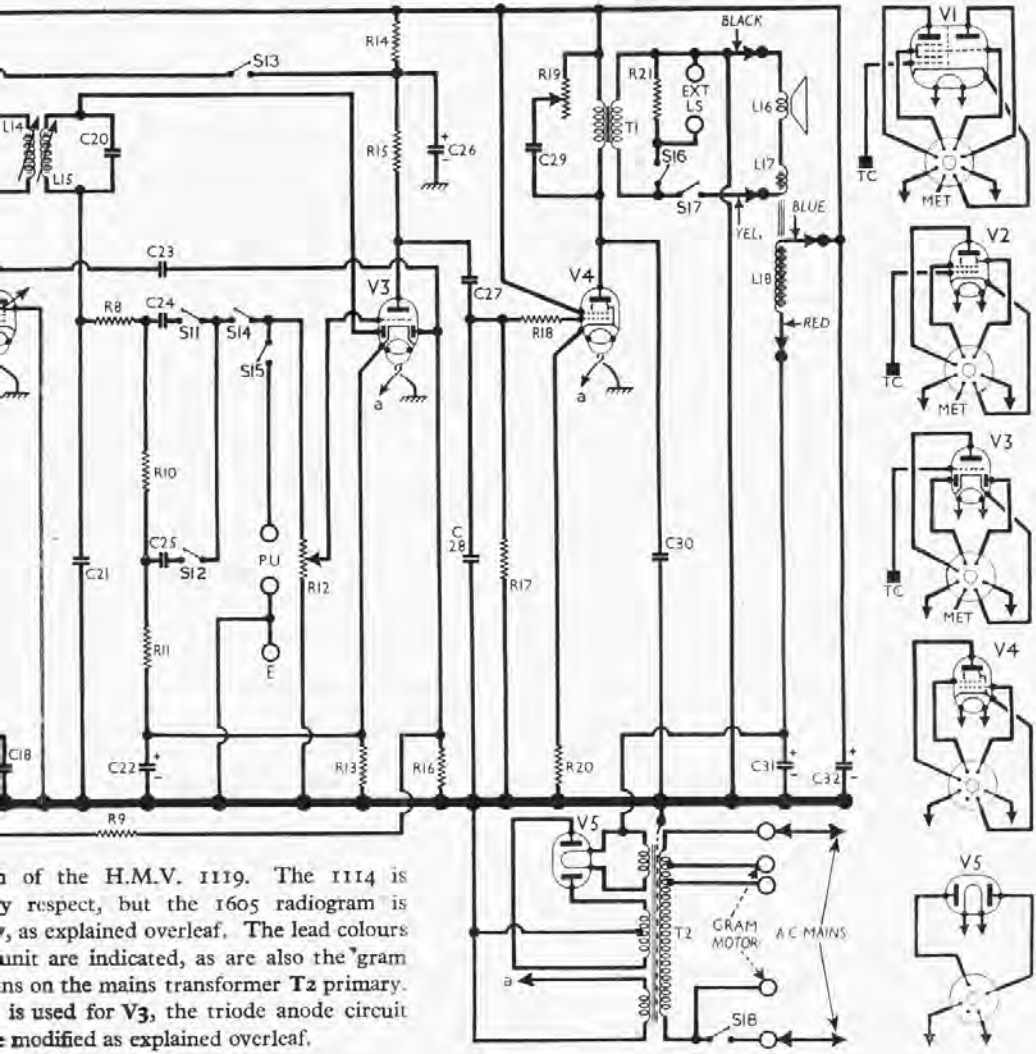 R14
BLACK
V1
S13
R19
R21
EXT.
LS
L16
L14
C20
L15
R15
C26
C29
T1
S16
L17
S17
YEL.
BLUE
TC
MET
V2
C23
V3
C27
V4
L18
R8
C24
S11
S14
R18
RED
S15
a
a
TC
MET
V3
R10
C25
S12
P.U
R12
C
28
R17
C30
C21
R11
E
TC
MET
V4
C18
C22
R13
R16
R20
C31
C32
R9
V5
V5
GRAM
MOTOR
A C MAINS
T2
a
S18
of the H.M.V. 1119. The 1114 is
respect, but the 1605 radiogram is
as explained overleaf. The lead colours
unit are indicated, as are also the gram
on the mains transformer T2 primary.
is used for V3, the triode anode circuit
modified as explained overleaf.